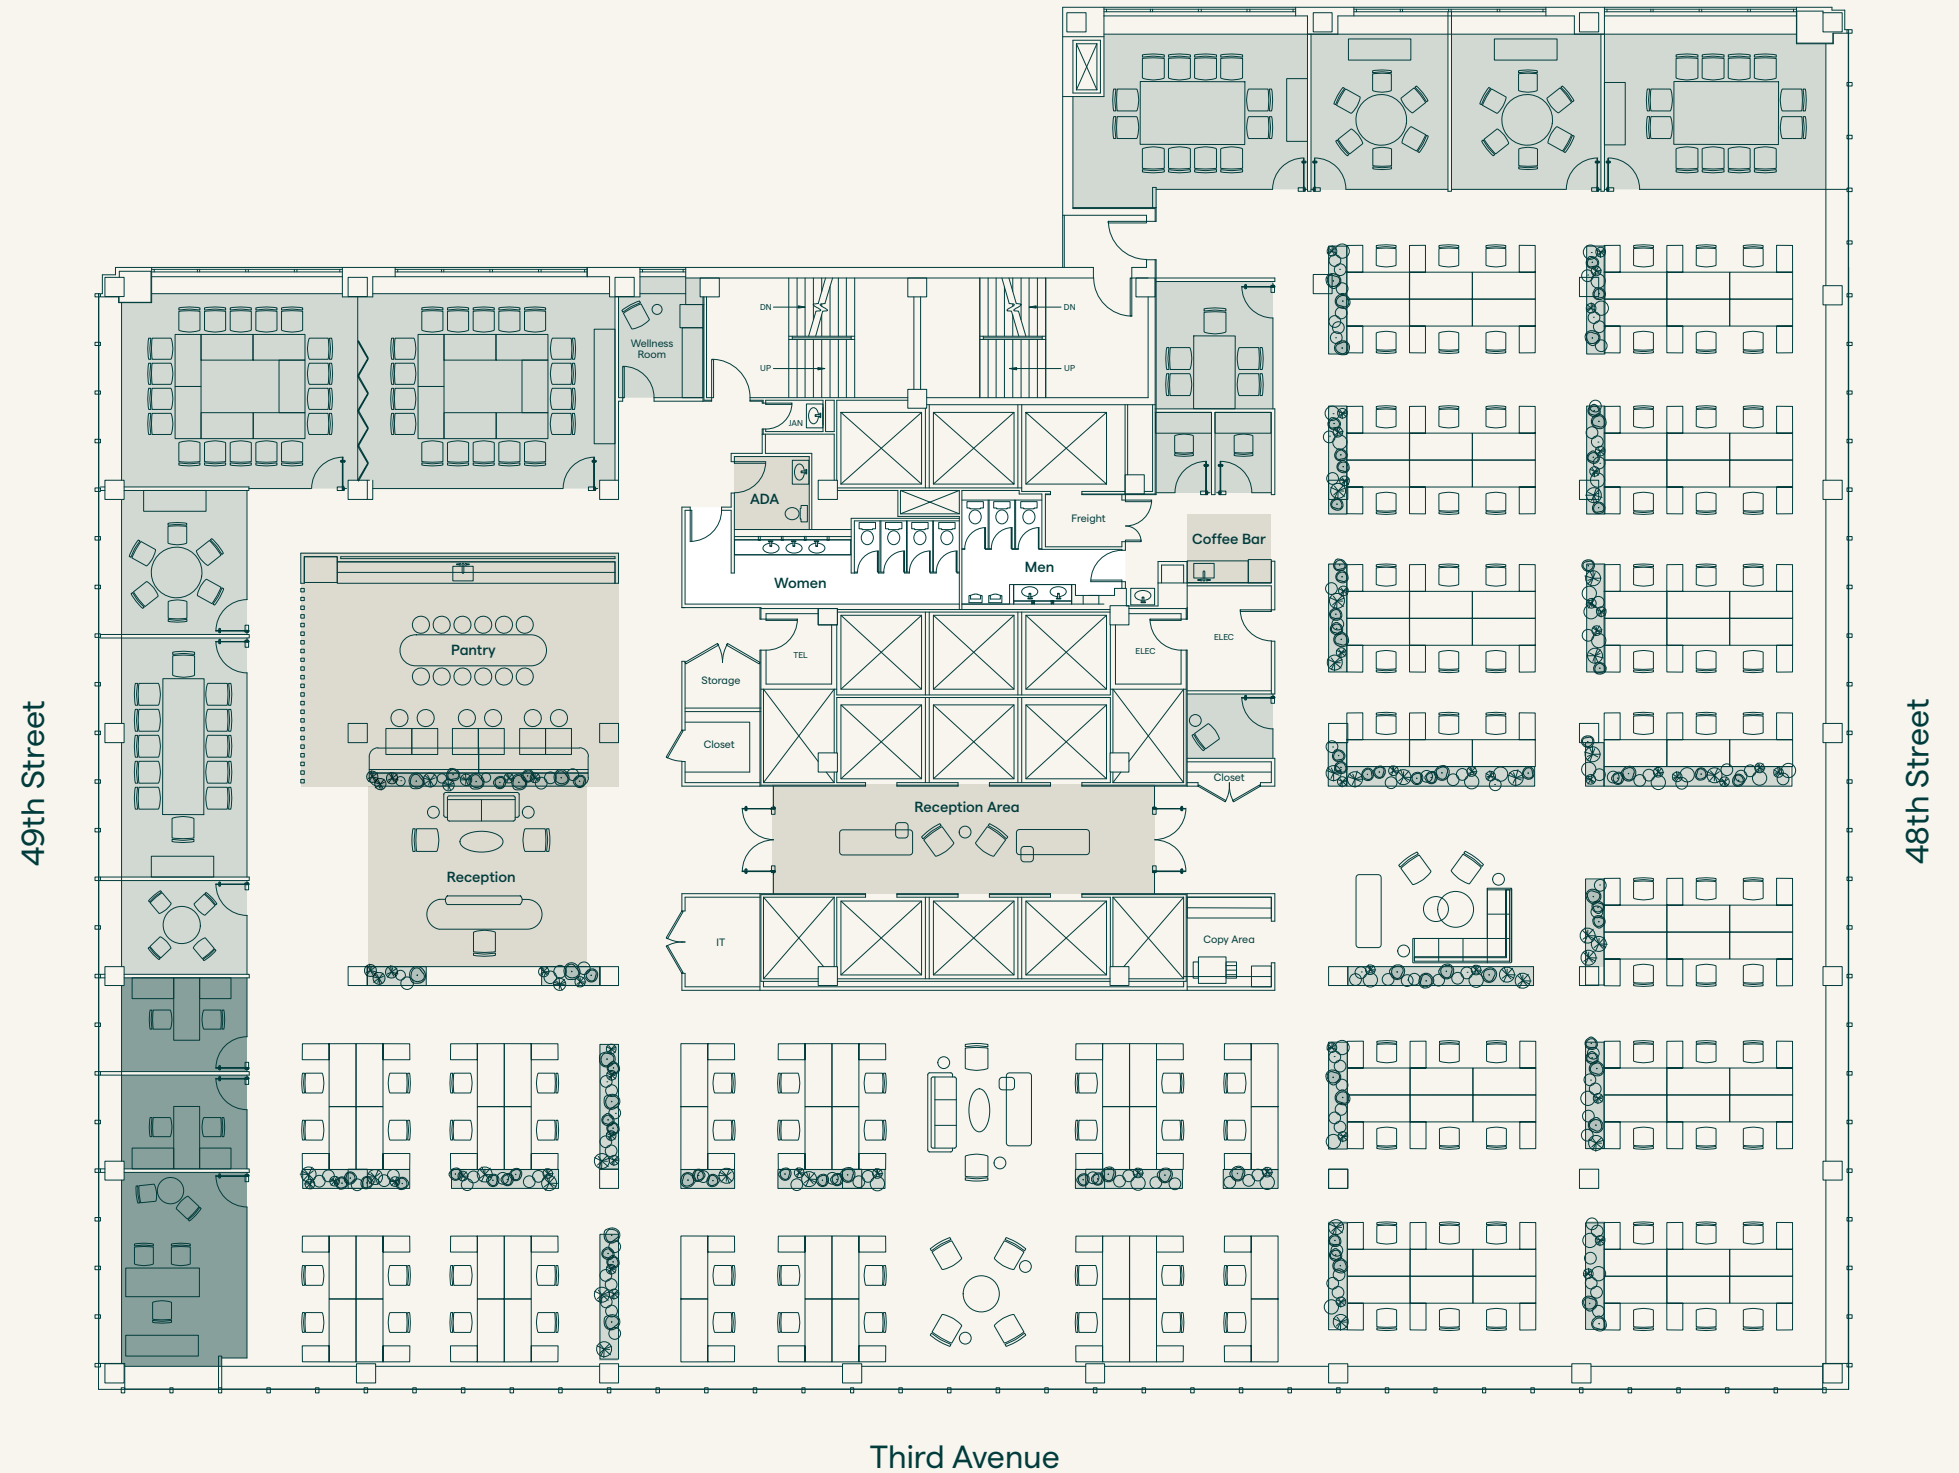 DN
DN
Wellness
Room
UP
UP
JAN
ADA
Freight
Coffee Bar
Men
Women
ELEC
Pantry
TEL
ELEC
Storage
Closet
49th Street
48th Street
Closet
Reception Area
Reception
IT
Copy Area
Third Avenue